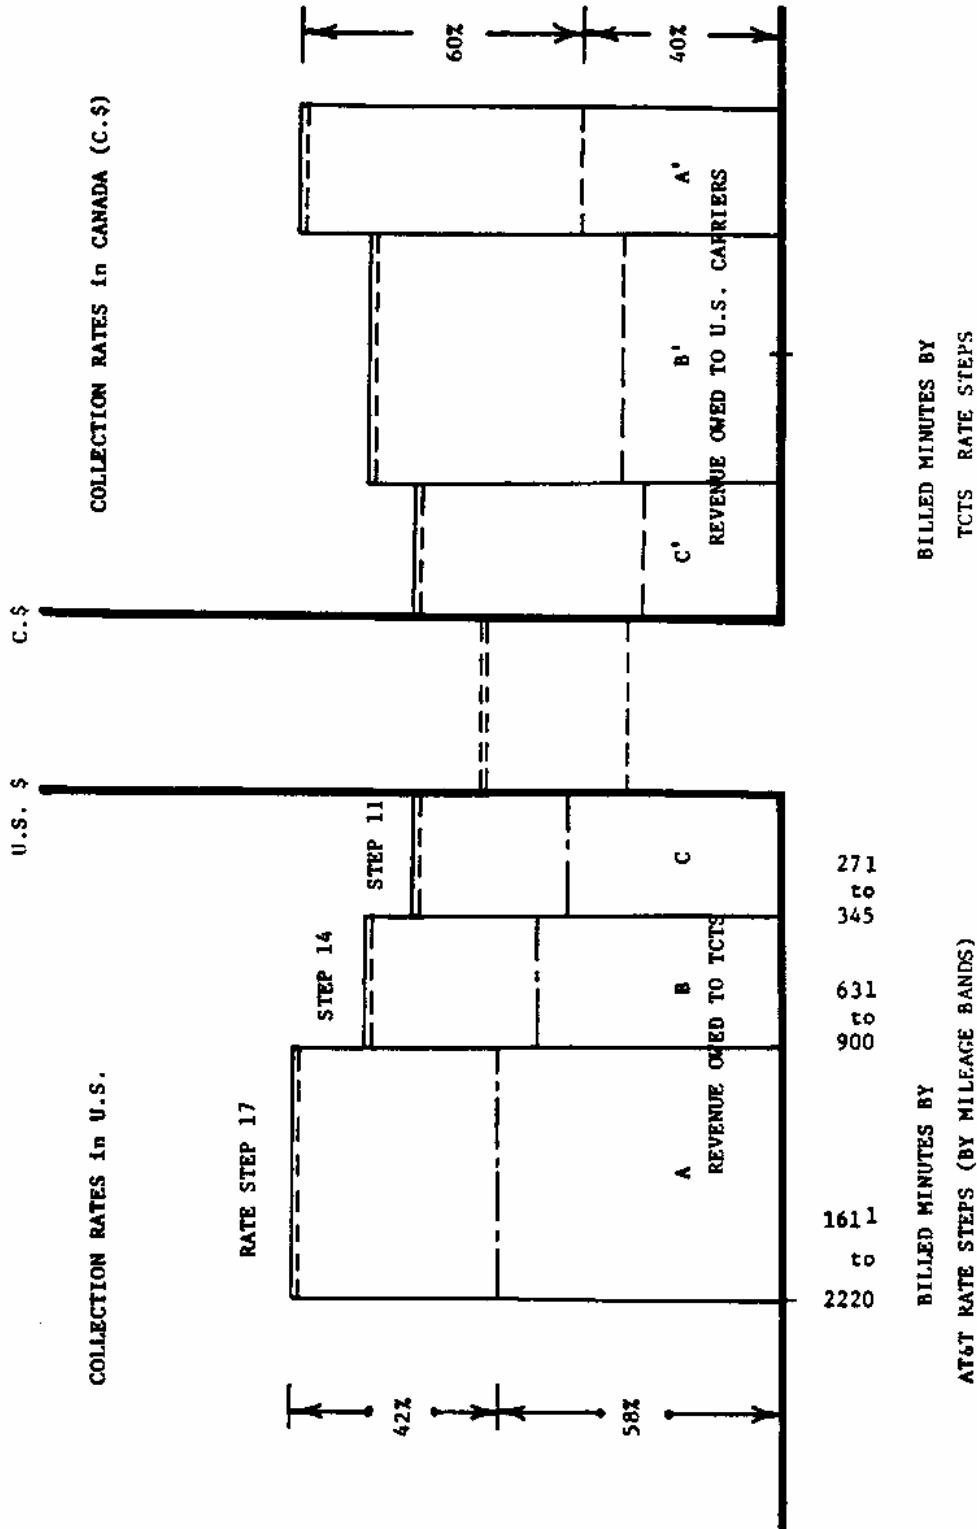 U.S. $
C.$
COLLECTION RATES in U.S.
COLLECTION RATES in CANADA (C.$)
RATE STEP 17
STEP 14
STEP 11
42%
58%
60%
40%
A
B
C
C'
B'
A'
REVENUE OWED TO TCTS
REVENUE OWED TO U.S. CARRIERS
2220
to
1611
900
to
631
345
to
271
BILLED MINUTES BY
AT&T RATE STEPS (BY MILEAGE BANDS)
BILLED MINUTES BY
TCTS RATE STEPS